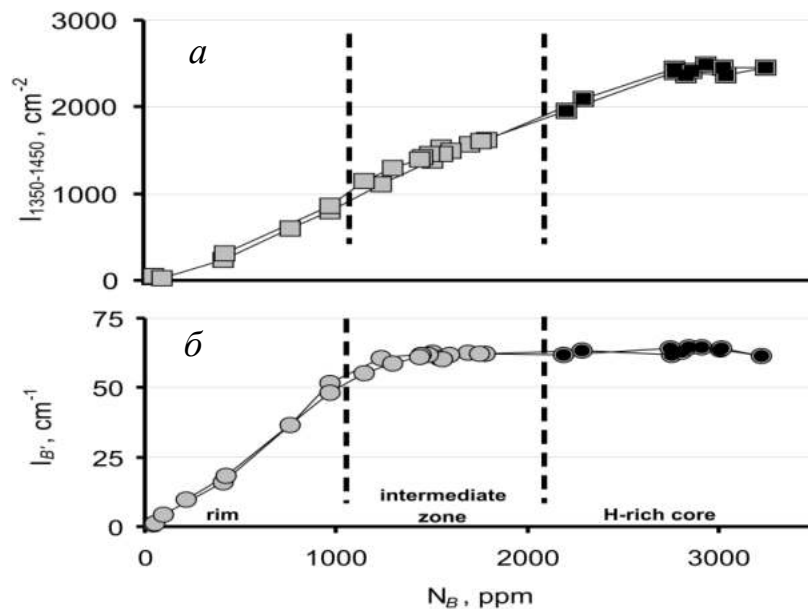 3000
а
2000
1000
0
I1350-1450, cm-2
75
б
50
25
0
IB', cm-1
rim
intermediate
zone
H-rich core
0 1000 2000 3000
NB, ppm